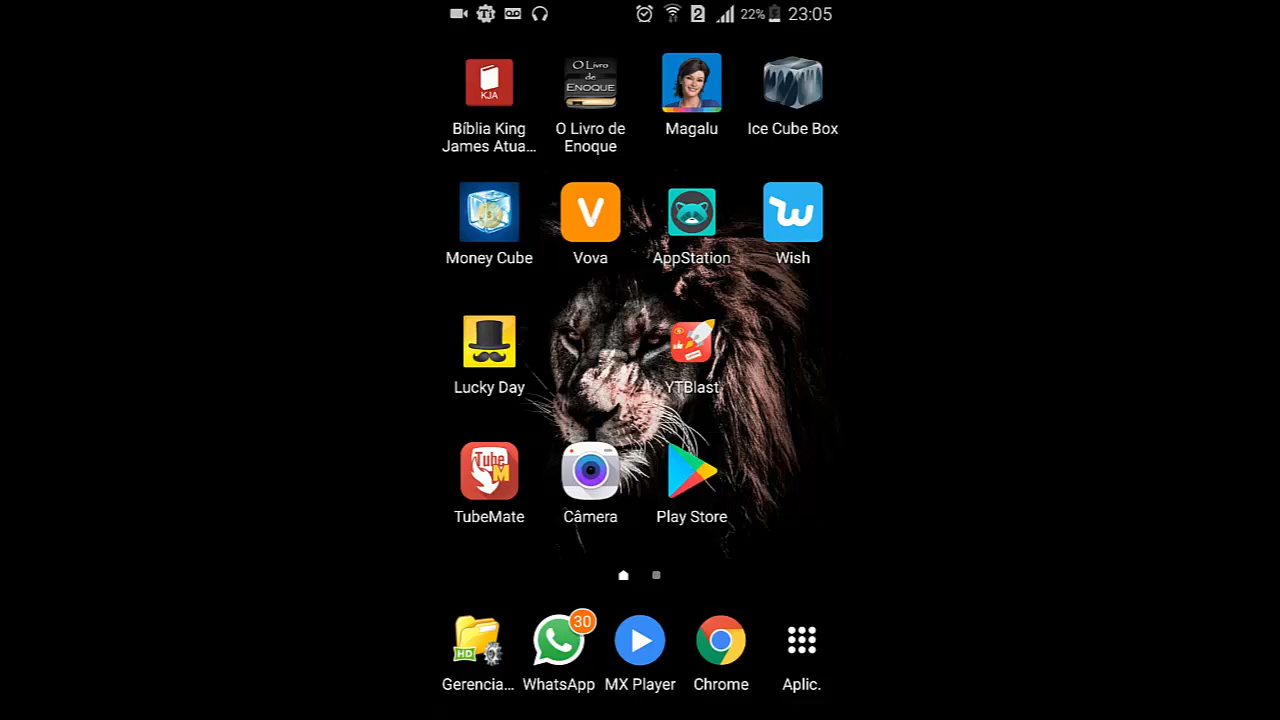 2 22% 23:05
KJA
O Livro
de
ENOQUE
Bíblia King
James Atua...
O Livro de
Enoque
Magalu
Ice Cube Box
V
w
Money Cube
Vova
AppStation
Wish
Lucky Day
YTBlast
Tube
M
TubeMate
Câmera
Play Store
HD
30
Gerencia...
WhatsApp
MX Player
Chrome
Aplic.